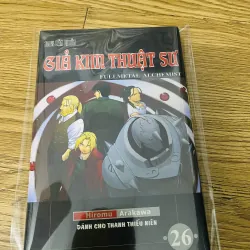 GIẢ KIM THUẬT SƯ
FULLMETAL ALCHEMIST
Hiromu Arakawa
DÀNH CHO THANH THIẾU NIÊN
26